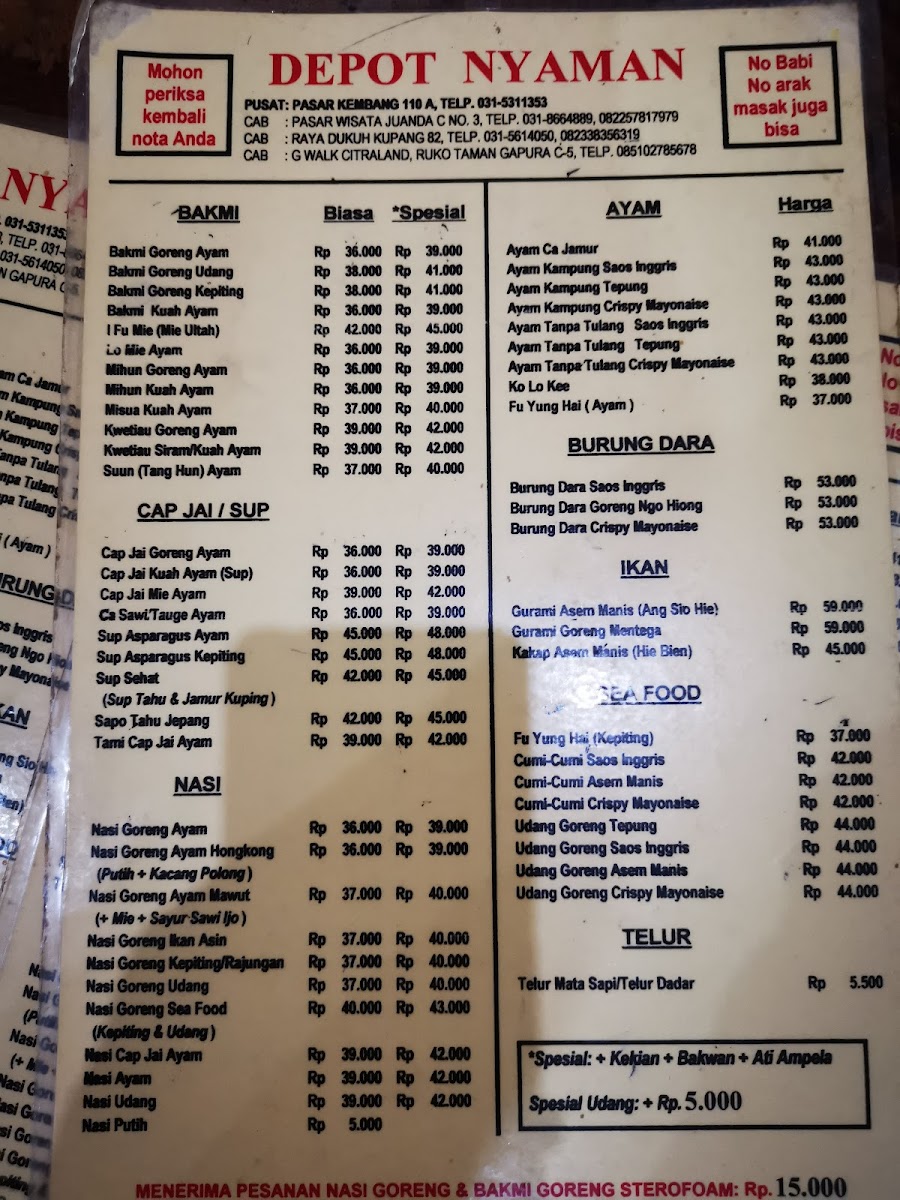 Mohon
periksa
kembali
nota Anda
DEPOT NYAMAN
PUSAT: PASAR KEMBANG 110 A, TELP. 031-5311353
CAB : PASAR WISATA JUANDA C NO. 3, TELP. 031-8664889, 082257817979
CAB : RAYA DUKUH KUPANG 82, TELP. 031-5614050, 082338356319
CAB : G WALK CITRALAND, RUKO TAMAN GAPURA C-5, TELP. 085102785678
No Babi
No arak
masak juga
bisa
BAKMI Biasa *Spesial
Bakmi Goreng Ayam Rp 36.000 Rp 39.000
Bakmi Goreng Udang Rp 38.000 Rp 41.000
Bakmi Goreng Kepiting Rp 38.000 Rp 41.000
Bakmi Kuah Ayam Rp 36.000 Rp 39.000
I Fu Mie (Mie Ultah) Rp 42.000 Rp 45.000
Lo Mie Ayam Rp 36.000 Rp 39.000
Mihun Goreng Ayam Rp 36.000 Rp 39.000
Mihun Kuah Ayam Rp 36.000 Rp 39.000
Misua Kuah Ayam Rp 37.000 Rp 40.000
Kwetiau Goreng Ayam Rp 39.000 Rp 42.000
Kwetiau Siram/Kuah Ayam Rp 39.000 Rp 42.000
Suun (Tang Hun) Ayam Rp 37.000 Rp 40.000
CAP JAI / SUP
Cap Jai Goreng Ayam Rp 36.000 Rp 39.000
Cap Jai Kuah Ayam (Sup) Rp 36.000 Rp 39.000
Cap Jai Mie Ayam Rp 39.000 Rp 42.000
Ca Sawi.Tauge Ayam Rp 36.000 Rp 39.000
Sup Asparagus Ayam Rp 45.000 Rp 48.000
Sup Asparagus Kepiting Rp 45.000 Rp 48.000
Sup Sehat Rp 42.000 Rp 45.000
(Sup Tahu & Jamur Kuping )
Sapo Tahu Jepang Rp 42.000 Rp 45.000
Tami Cap Jai Ayam Rp 39.000 Rp 42.000
NASI
Nasi Goreng Ayam Rp 36.000 Rp 39.000
Nasi Goreng Ayam Hongkong Rp 36.000 Rp 39.000
(Putih + Kacang Polong )
Nasi Goreng Ayam Mawut Rp 37.000 Rp 40.000
(+ Mie + Sayur Sawi Ijo )
Nasi Goreng Ikan Asin Rp 37.000 Rp 40.000
Nasi Goreng Kepiting/Rajungan Rp 37.000 Rp 40.000
Nasi Goreng Udang Rp 37.000 Rp 40.000
Nasi Goreng Sea Food Rp 40.000 Rp 43.000
(Kepiting & Udang )
Nasi Cap Jai Ayam Rp 39.000 Rp 42.000
Nasi Ayam Rp 39.000 Rp 42.000
Nasi Udang Rp 39.000 Rp 42.000
Nasi Putih Rp 5.000
AYAM Harga
Ayam Ca Jamur Rp 41.000
Ayam Kampung Saos Inggris Rp 43.000
Ayam Kampung Tepung Rp 43.000
Ayam Kampung Crispy Mayonaise Rp 43.000
Ayam Tanpa Tulang Saos Inggris Rp 43.000
Ayam Tanpa Tulang Tepung Rp 43.000
Ayam Tanpa Tulang Crispy Mayonaise Rp 43.000
Ko Lo Kee Rp 38.000
Fu Yung Hai ( Ayam ) Rp 37.000
BURUNG DARA
Burung Dara Saos Inggris Rp 53.000
Burung Dara Goreng Ngo Hiong Rp 53.000
Burung Dara Crispy Mayonaise Rp 53.000
IKAN
Gurami Asem Manis (Ang Sio Hie) Rp 59.000
Gurami Goreng Mentega Rp 59.000
Kakap Asem Manis (Hie Bien) Rp 45.000
SEA FOOD
Fu Yung Hai (Kepiting) Rp 37.000
Cumi-Cumi Saos Inggris Rp 42.000
Cumi-Cumi Asem Manis Rp 42.000
Cumi-Cumi Crispy Mayonaise Rp 42.000
Udang Goreng Tepung Rp 44.000
Udang Goreng Saos Inggris Rp 44.000
Udang Goreng Asem Manis Rp 44.000
Udang Goreng Crispy Mayonaise Rp 44.000
TELUR
Telur Mata Sapi/Telur Dadar Rp 5.500
*Spesial: + Kekian + Bakwan + Ati Ampela
Spesial Udang: + Rp. 5.000
MENERIMA PESANAN NASI GORENG & BAKMI GORENG STEROFOAM: Rp. 15.000